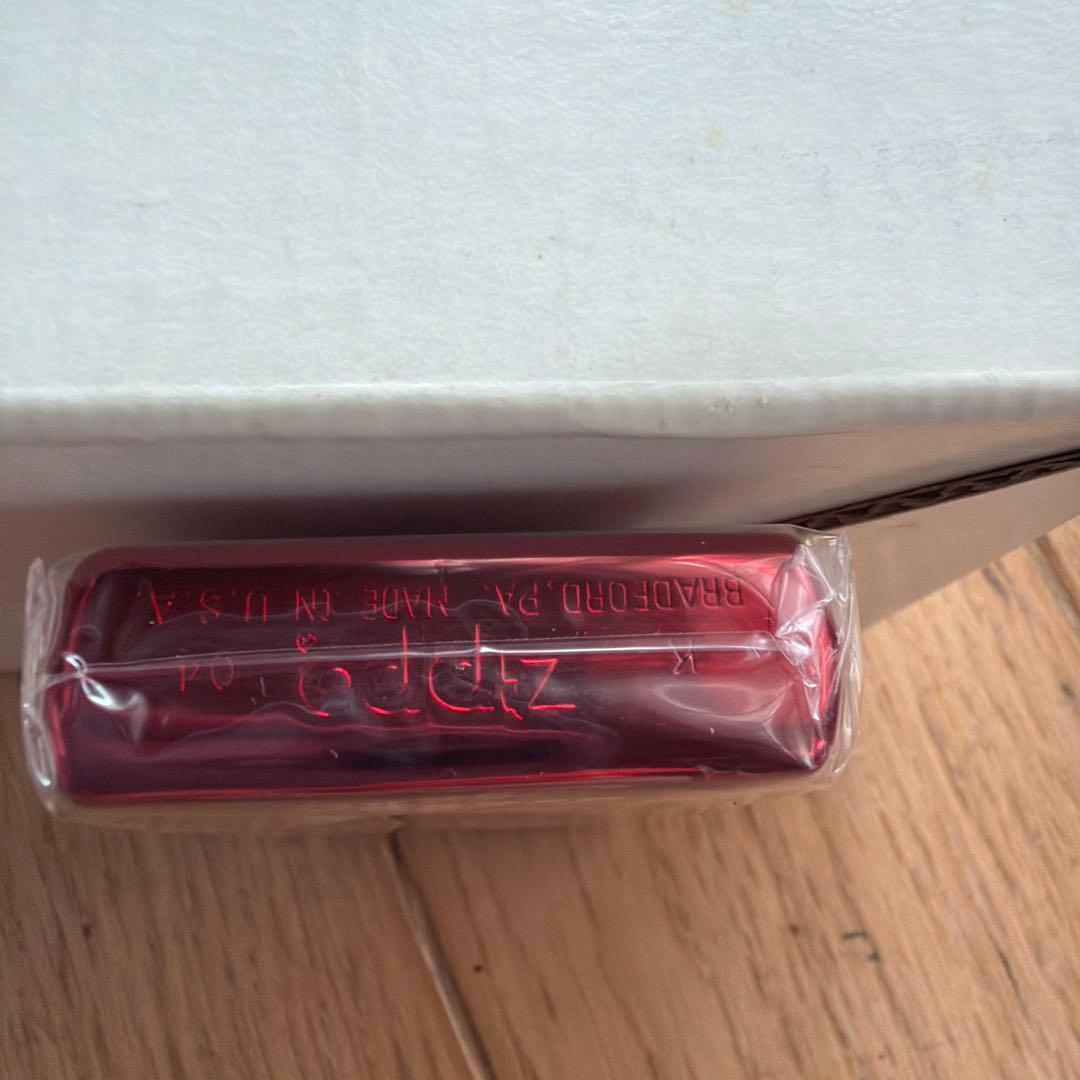 K zippo® 04
BRADFORD, PA. MADE IN U.S.A.